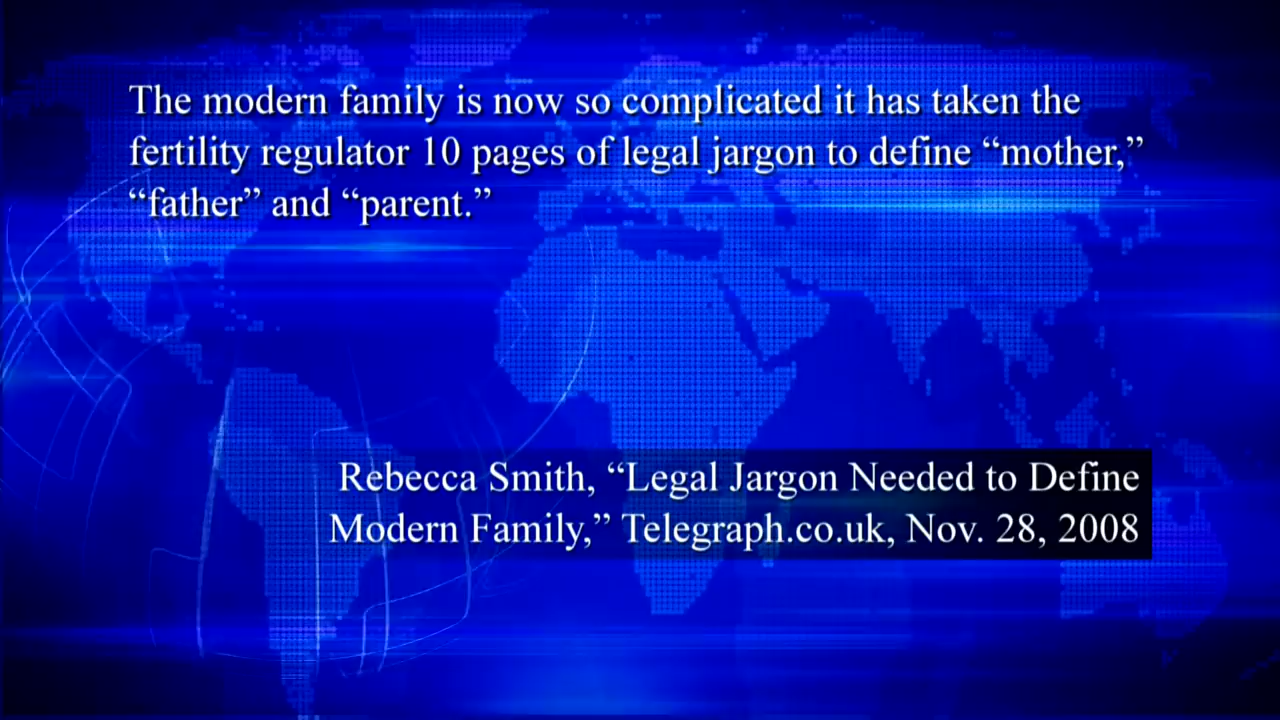 The modern family is now so complicated it has taken the
fertility regulator 10 pages of legal jargon to define “mother,”
“father” and “parent.”
Rebecca Smith, “Legal Jargon Needed to Define
Modern Family,” Telegraph.co.uk, Nov. 28, 2008